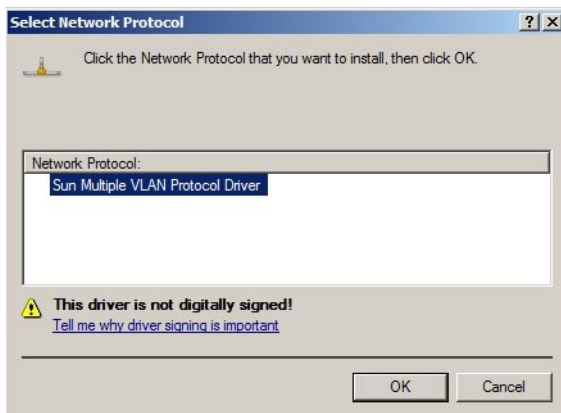 Select Network Protocol
Click the Network Protocol that you want to install, then click OK.
Network Protocol:
Sun Multiple VLAN Protocol Driver
This driver is not digitally signed!
Tell me why driver signing is important
OK
Cancel